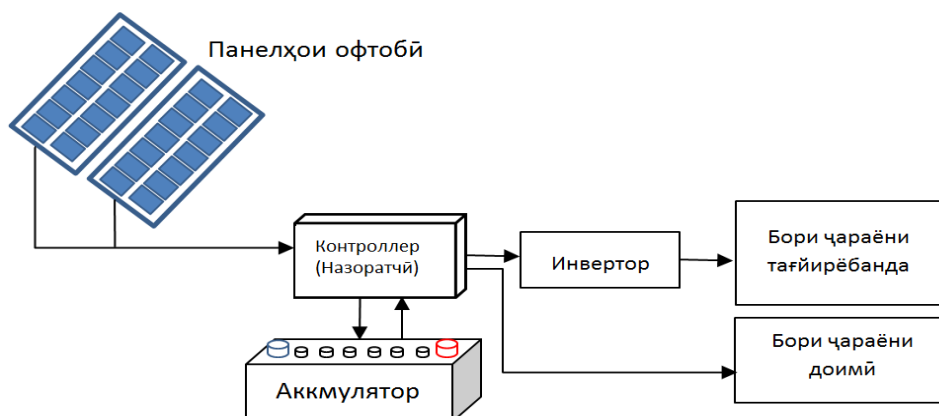 Панелҳои офтобӣ
Контроллер
(Назоратчӣ)
Инвертор
Бори ҷараёни
тағйирёбанда
Бори ҷараёни
доимӣ
Аккмулятор